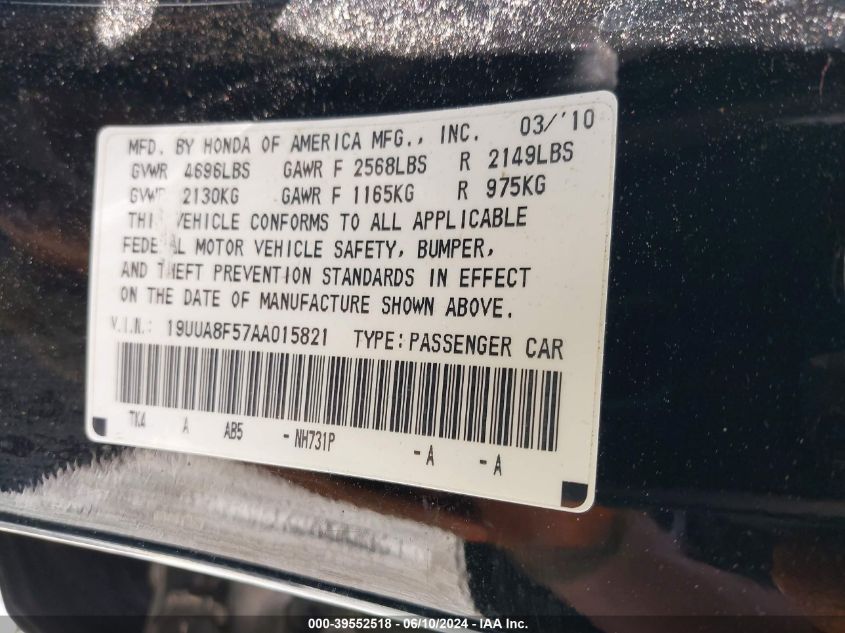 MFD. BY HONDA OF AMERICA MFG., INC. 03/'10
GVWR 4696LBS GAWR F 2568LBS R 2149LBS
GVWR 2130KG GAWR F 1165KG R 975KG
THIS VEHICLE CONFORMS TO ALL APPLICABLE
FEDERAL MOTOR VEHICLE SAFETY, BUMPER,
AND THEFT PREVENTION STANDARDS IN EFFECT
ON THE DATE OF MANUFACTURE SHOWN ABOVE.
V.I.N.: 19UUA8F57AA015821 TYPE: PASSENGER CAR
TK4 A AB5 -NH731P -A -A
000-39552518 - 06/10/2024 - IAA Inc.